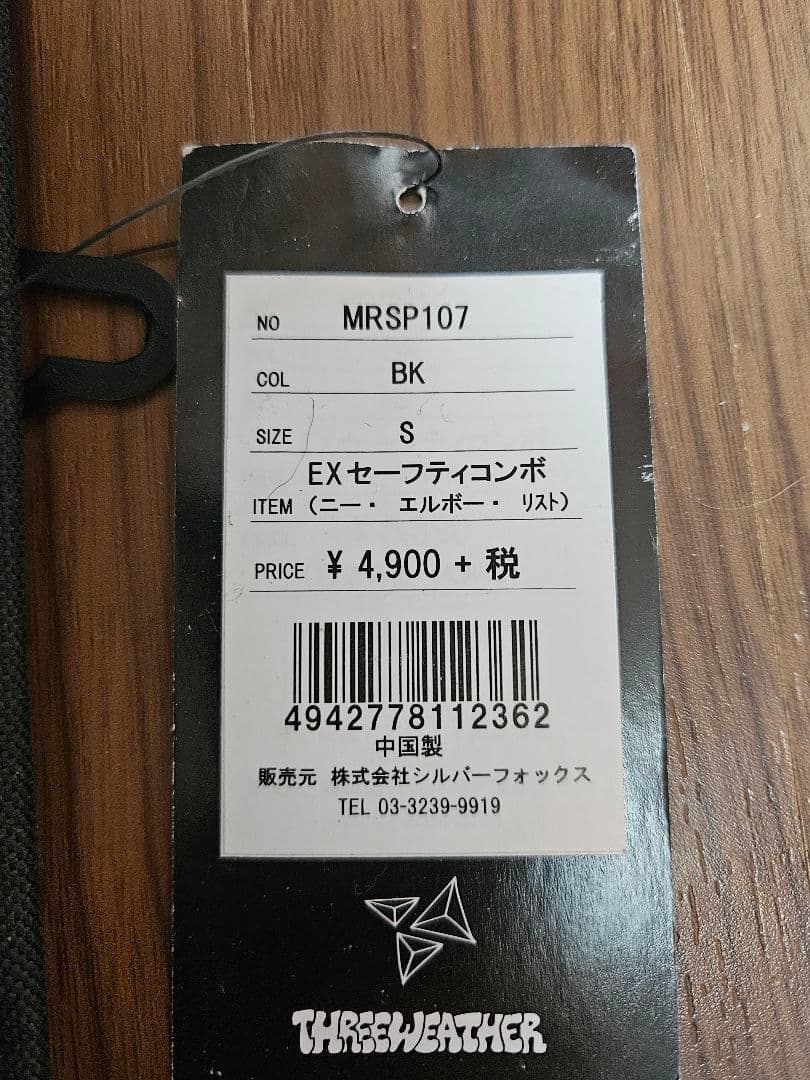 NO MRSP107
COL BK
SIZE S
EXセーフティコンボ
ITEM (ニー・ エルボー・ リスト)
PRICE ¥ 4,900 + 税
4942778112362
中国製
販売元 株式会社シルバーフォックス
TEL 03-3239-9919
THREEWEATHER